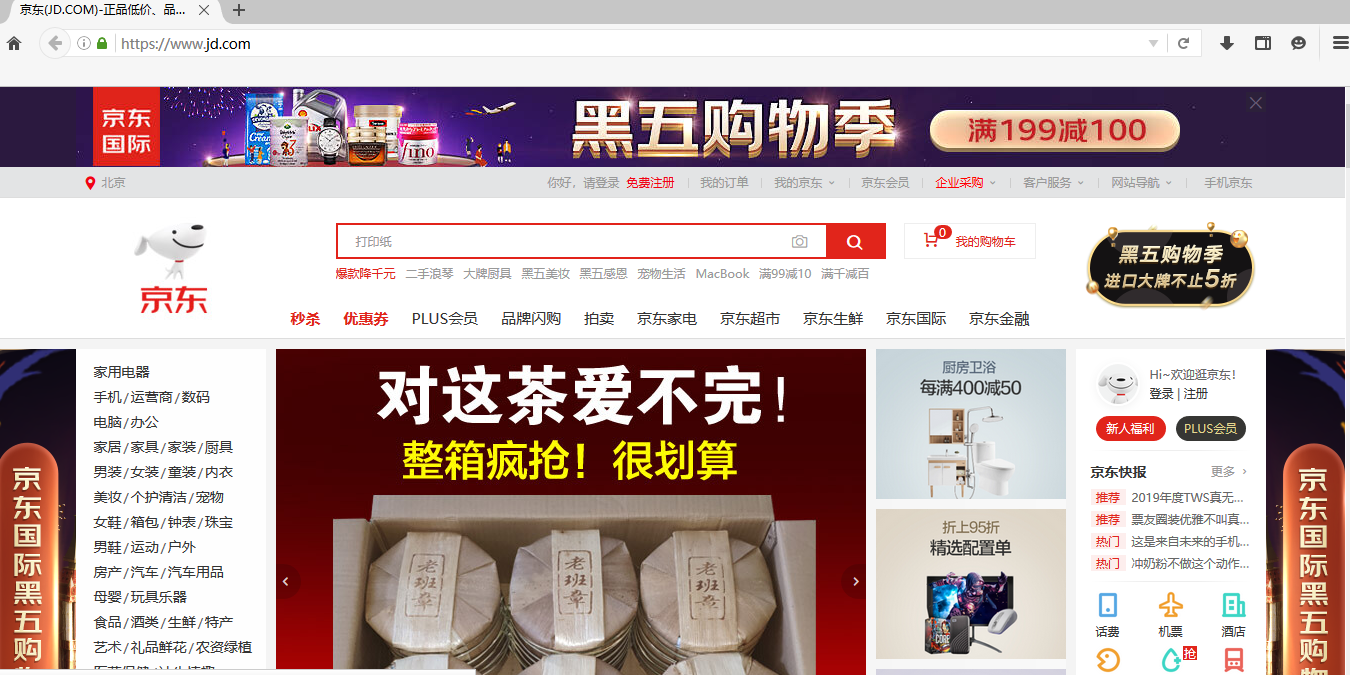 京东(JD.COM)-正品低价、品...
https://www.jd.com
京东
国际
黑五购物季
满199减100
北京
你好，请登录 免费注册 我的订单 我的京东 京东会员 企业采购 客户服务 网站导航 手机京东
京东
打印纸
0 我的购物车
爆款降千元 二手浪琴 大牌厨具 黑五美妆 黑五感恩 宠物生活 MacBook 满99减10 满千减百
黑五购物季
进口大牌不止5折
秒杀 优惠券 PLUS会员 品牌闪购 拍卖 京东家电 京东超市 京东生鲜 京东国际 京东金融
京东国际黑五购
家用电器
手机/运营商/数码
电脑/办公
家居/家具/家装/厨具
男装/女装/童装/内衣
美妆/个护清洁/宠物
女鞋/箱包/钟表/珠宝
男鞋/运动/户外
房产/汽车/汽车用品
母婴/玩具乐器
食品/酒类/生鲜/特产
艺术/礼品鲜花/农资绿植
对这茶爱不完！
整箱疯抢！很划算
老班章
老班章
老班章
厨房卫浴
每满400减50
折上95折
精选配置单
Hi~欢迎逛京东!
登录 | 注册
新人福利 PLUS会员
京东快报 更多
推荐 2019年度TWS真无...
推荐 票友圆装优雅不叫真...
热门 这是来自未来的手机...
热门 冲奶粉不做这个动作...
话费 机票 酒店
抢
京东国际黑五购